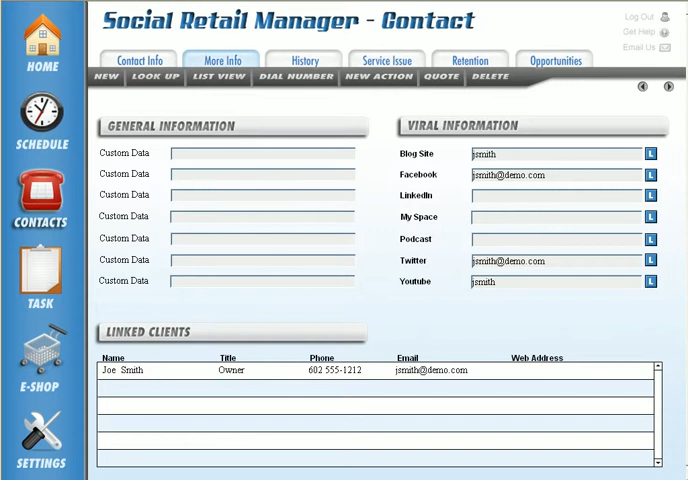 Social Retail Manager - Contact
Log Out
Get Help
Email Us
Contact Info More Info History Service Issue Retention Opportunities
NEW LOOK UP LIST VIEW DIAL NUMBER NEW ACTION QUOTE DELETE
HOME
SCHEDULE
CONTACTS
TASK
E-SHOP
SETTINGS
GENERAL INFORMATION
Custom Data
Custom Data
Custom Data
Custom Data
Custom Data
Custom Data
Custom Data
VIRAL INFORMATION
Blog Site jsmith L
Facebook jsmith@demo.com L
LinkedIn L
My Space L
Podcast L
Twitter jsmith@demo.com L
Youtube jsmith L
LINKED CLIENTS
Name Title Phone Email Web Address
Joe Smith Owner 602 555-1212 jsmith@demo.com